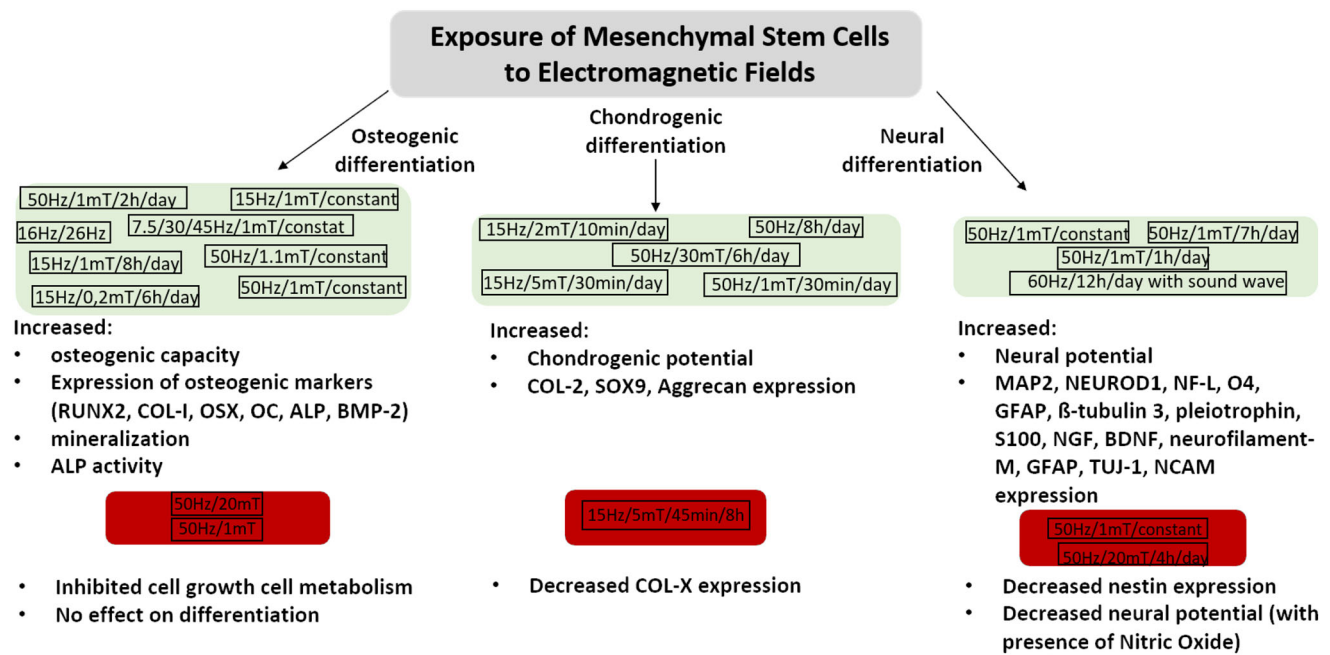 Exposure of Mesenchymal Stem Cells
to Electromagnetic Fields
Osteogenic
differentiation
Chondrogenic
differentiation
Neural
differentiation
50Hz/1mT/2h/day
15Hz/1mT/constant
16Hz/26Hz
7.5/30/45Hz/1mT/constat
15Hz/1mT/8h/day
50Hz/1.1mT/constant
15Hz/0,2mT/6h/day
50Hz/1mT/constant
Increased:
• osteogenic capacity
• Expression of osteogenic markers
(RUNX2, COL-I, OSX, OC, ALP, BMP-2)
• mineralization
• ALP activity
50Hz/20mT
50Hz/1mT
• Inhibited cell growth cell metabolism
• No effect on differentiation
15Hz/2mT/10min/day
50Hz/8h/day
50Hz/30mT/6h/day
15Hz/5mT/30min/day
50Hz/1mT/30min/day
Increased:
• Chondrogenic potential
• COL-2, SOX9, Aggrecan expression
15Hz/5mT/45min/8h
• Decreased COL-X expression
50Hz/1mT/constant
50Hz/1mT/7h/day
50Hz/1mT/1h/day
60Hz/12h/day with sound wave
Increased:
• Neural potential
• MAP2, NEUROD1, NF-L, O4,
GFAP, ß-tubulin 3, pleiotrophin,
S100, NGF, BDNF, neurofilament-
M, GFAP, TUJ-1, NCAM
expression
50Hz/1mT/constant
50Hz/20mT/4h/day
• Decreased nestin expression
• Decreased neural potential (with
presence of Nitric Oxide)